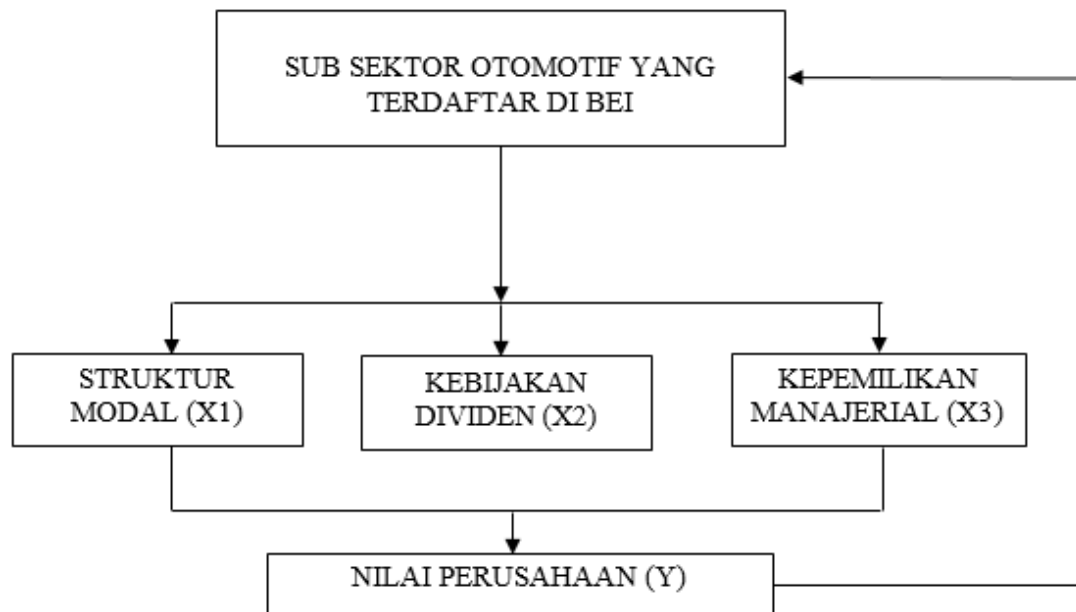 SUB SEKTOR OTOMOTIF YANG
TERDAFTAR DI BEI
STRUKTUR
MODAL (X1)
KEBIJAKAN
DIVIDEN (X2)
KEPEMILIKAN
MANAJERIAL (X3)
NILAI PERUSAHAAN (Y)